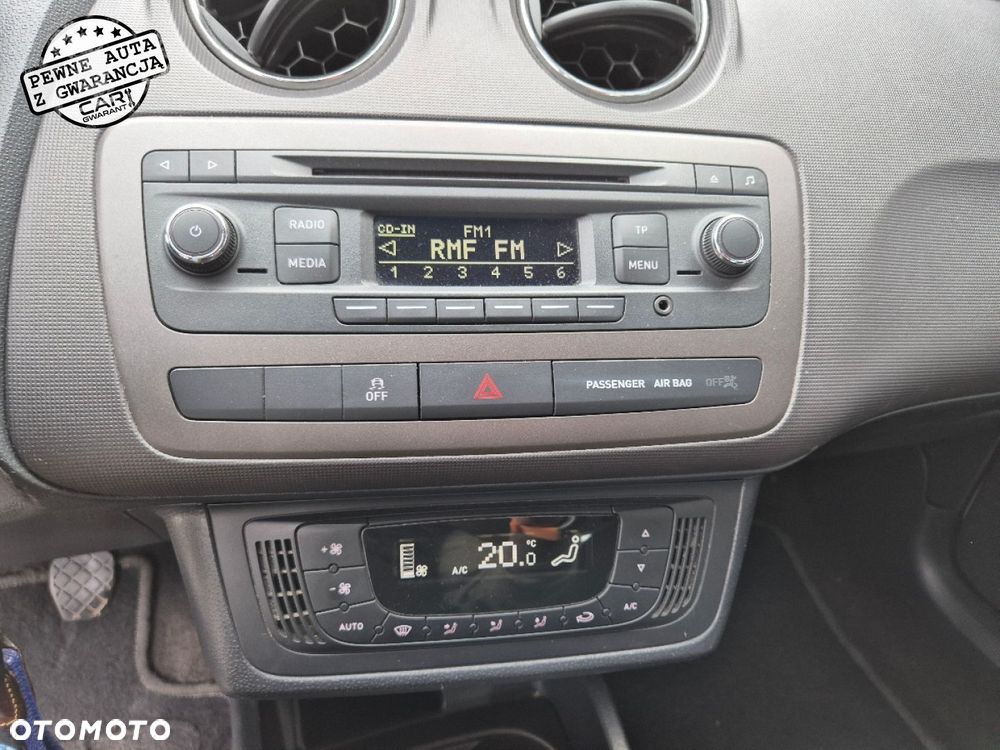 PEWNE AUTA
Z GWARANCJĄ
CAR
GWARANT
RADIO
MEDIA
CD-IN
FM1
RMF FM
1 2 3 4 5 6
TP
MENU
OFF
PASSENGER AIR BAG OFF
+
-
AUTO
A/C
20.0 °C
A/C
OTOMOTO